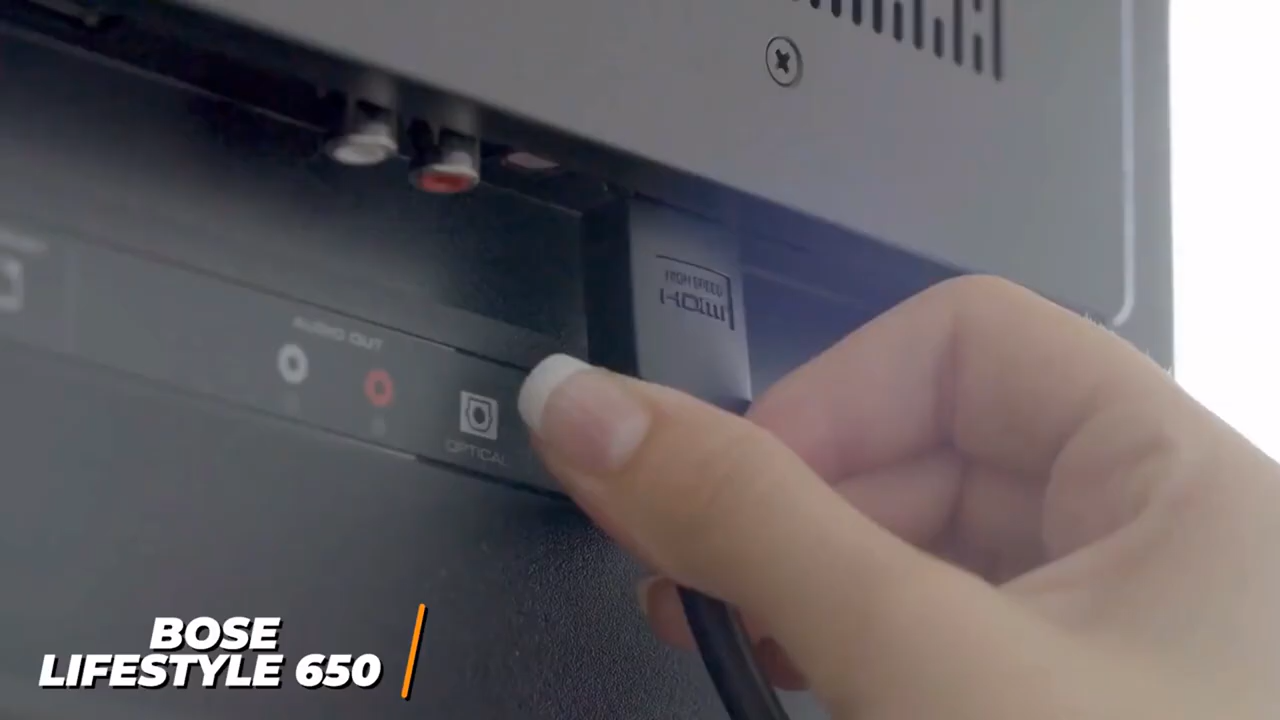 HIGH SPEED
HDMI
AUDIO OUT
OPTICAL
BOSE
LIFESTYLE 650